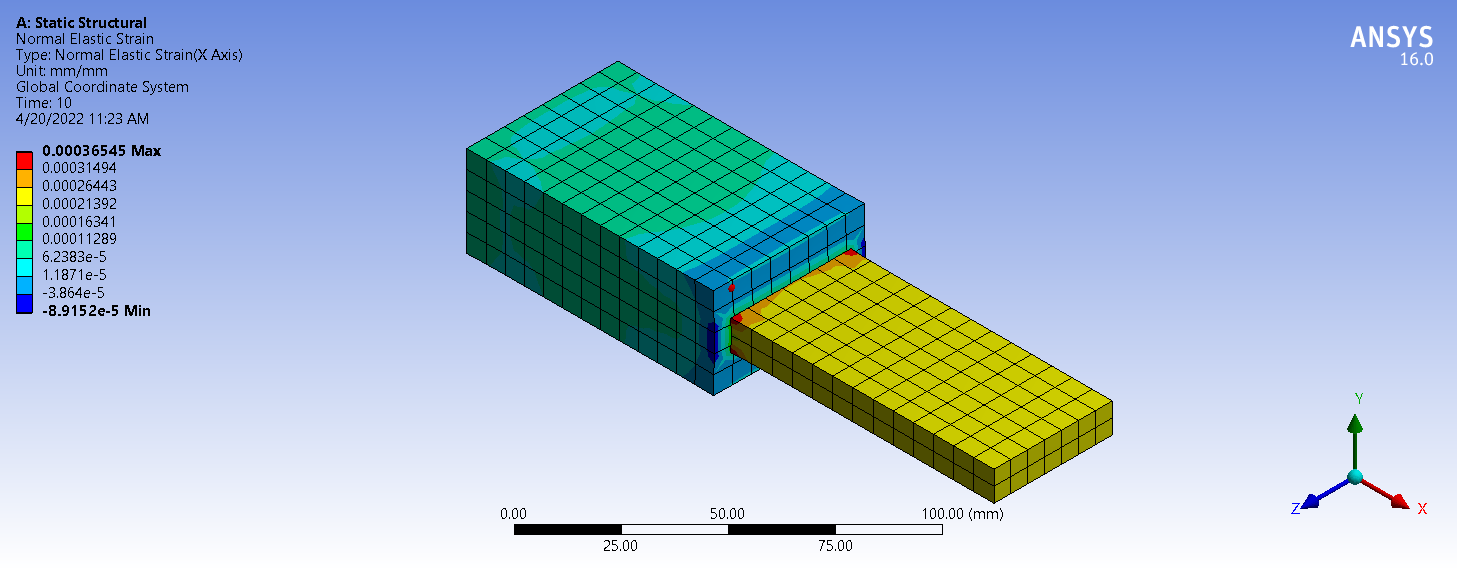 A: Static Structural
Normal Elastic Strain
Type: Normal Elastic Strain(X Axis)
Unit: mm/mm
Global Coordinate System
Time: 10
4/20/2022 11:23 AM
0.00036545 Max
0.00031494
0.00026443
0.00021392
0.00016341
0.00011289
6.2383e-5
1.1871e-5
-3.864e-5
-8.9152e-5 Min
ANSYS
16.0
0.00 50.00 100.00 (mm)
25.00 75.00
Y
Z X